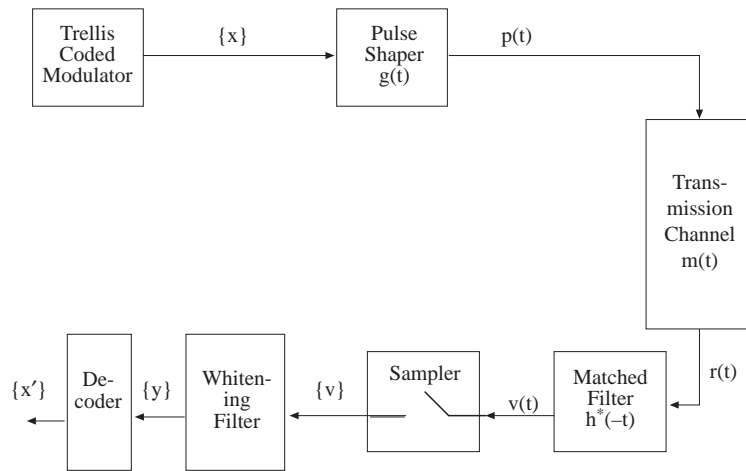 Trellis
Coded
Modulator
{x}
Pulse
Shaper
g(t)
p(t)
Trans-
mission
Channel
m(t)
r(t)
Matched
Filter
h*(–t)
v(t)
Sampler
{v}
Whiten-
ing
Filter
{y}
De-
coder
{x′}